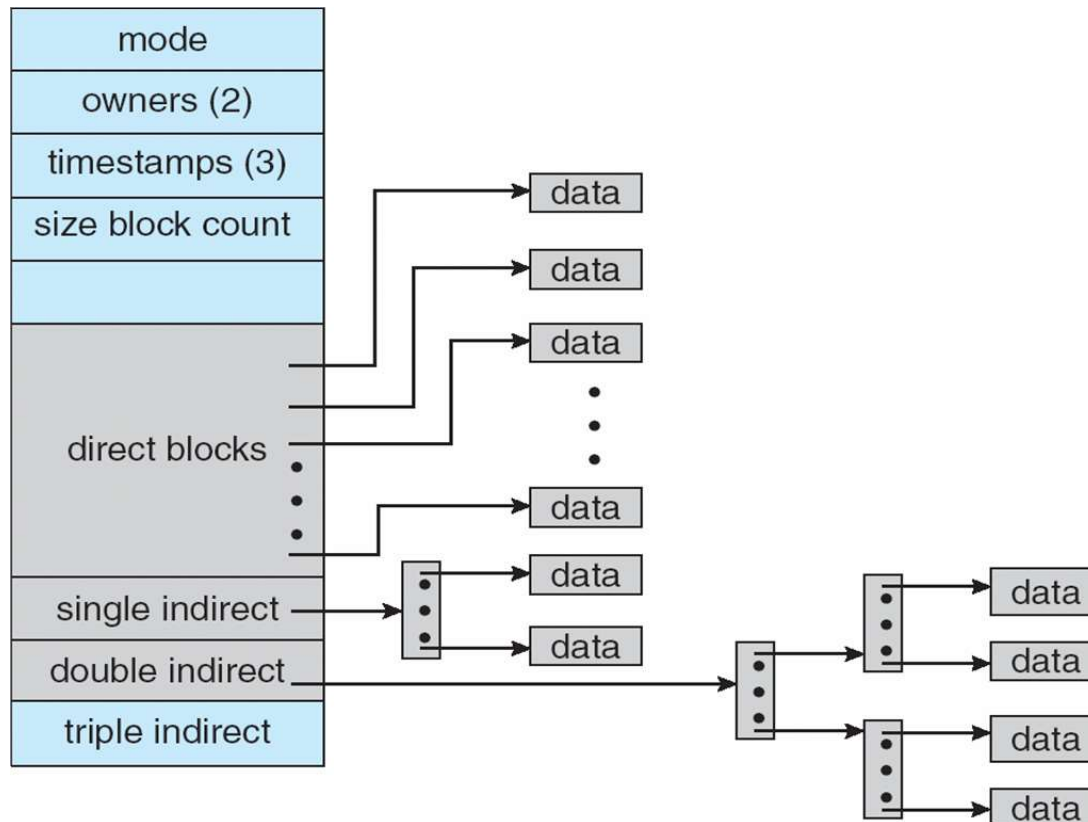 mode
owners (2)
timestamps (3)
size block count
direct blocks
single indirect
double indirect
triple indirect
data
data
data
data
data
data
data
data
data
data